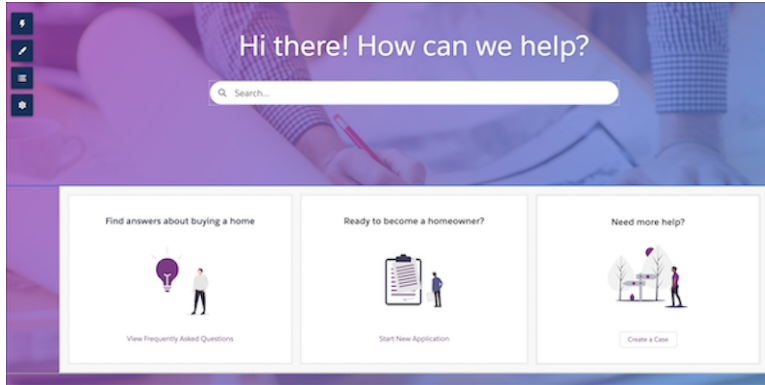 Hi there! How can we help?
Search...
Find answers about buying a home
Ready to become a homeowner?
Need more help?
View Frequently Asked Questions
Start New Application
Create a Case